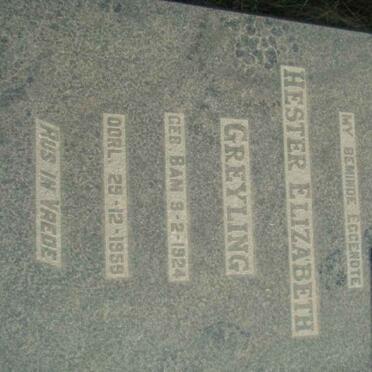 MY BEMINDE EGGENOTE
HESTER ELIZABETH
GREYLING
GEB. BAN 9-2-1924
OORL. 29-12-1959
RUS IN VREDE